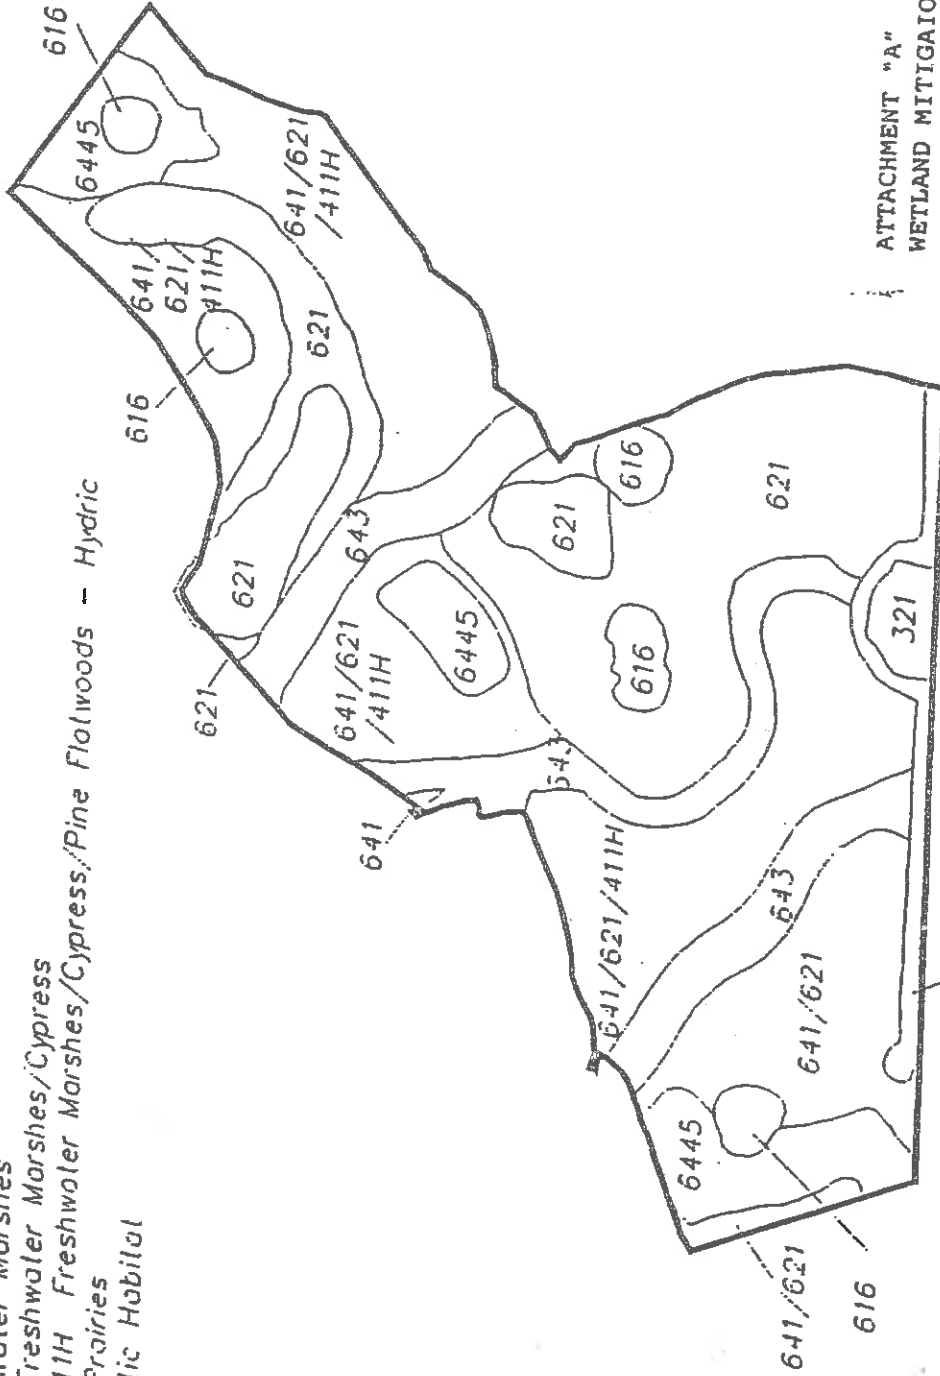 Marshes
Freshwater Marshes/Cypress
11H Freshwater Marshes/Cypress/Pine Flatwoods - Hydric
Prairies
Habitat
616
6445
641/621
/411H
641/
621/
411H
616
621
621
621
643
641/621
/411H
6445
621
616
616
621
641
643
641/621/411H
643
641/621
321
6445
641/621
616
ATTACHMENT "A"
WETLAND MITIGAIO